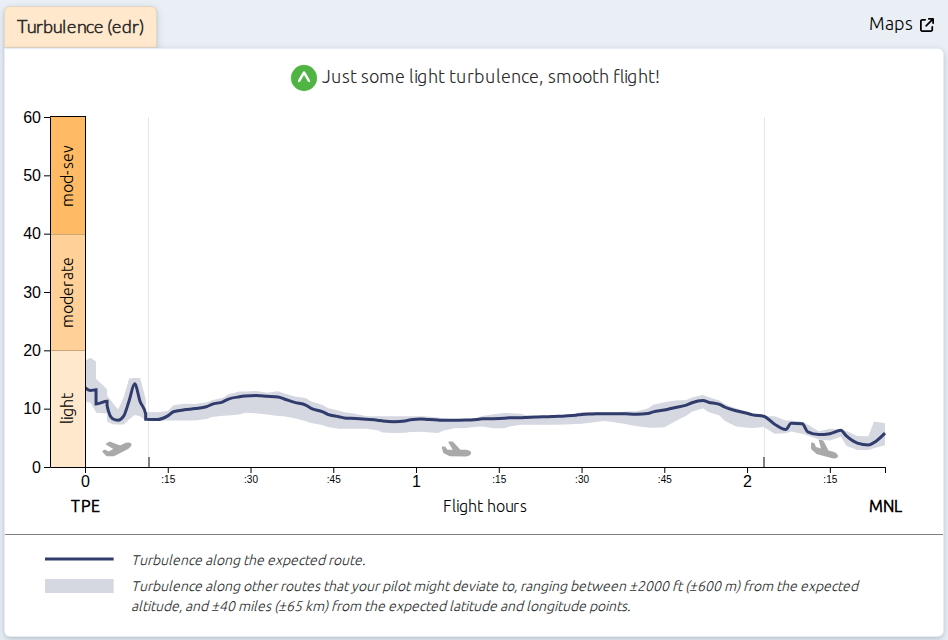 Turbulence (edr)
Maps
Just some light turbulence, smooth flight!
60
50
40
30
20
10
0
mod-sev
moderate
light
0 :15 :30 :45 1 :15 :30 :45 2 :15
TPE Flight hours MNL
Turbulence along the expected route.
Turbulence along other routes that your pilot might deviate to, ranging between ±2000 ft (±600 m) from the expected
altitude, and ±40 miles (±65 km) from the expected latitude and longitude points.